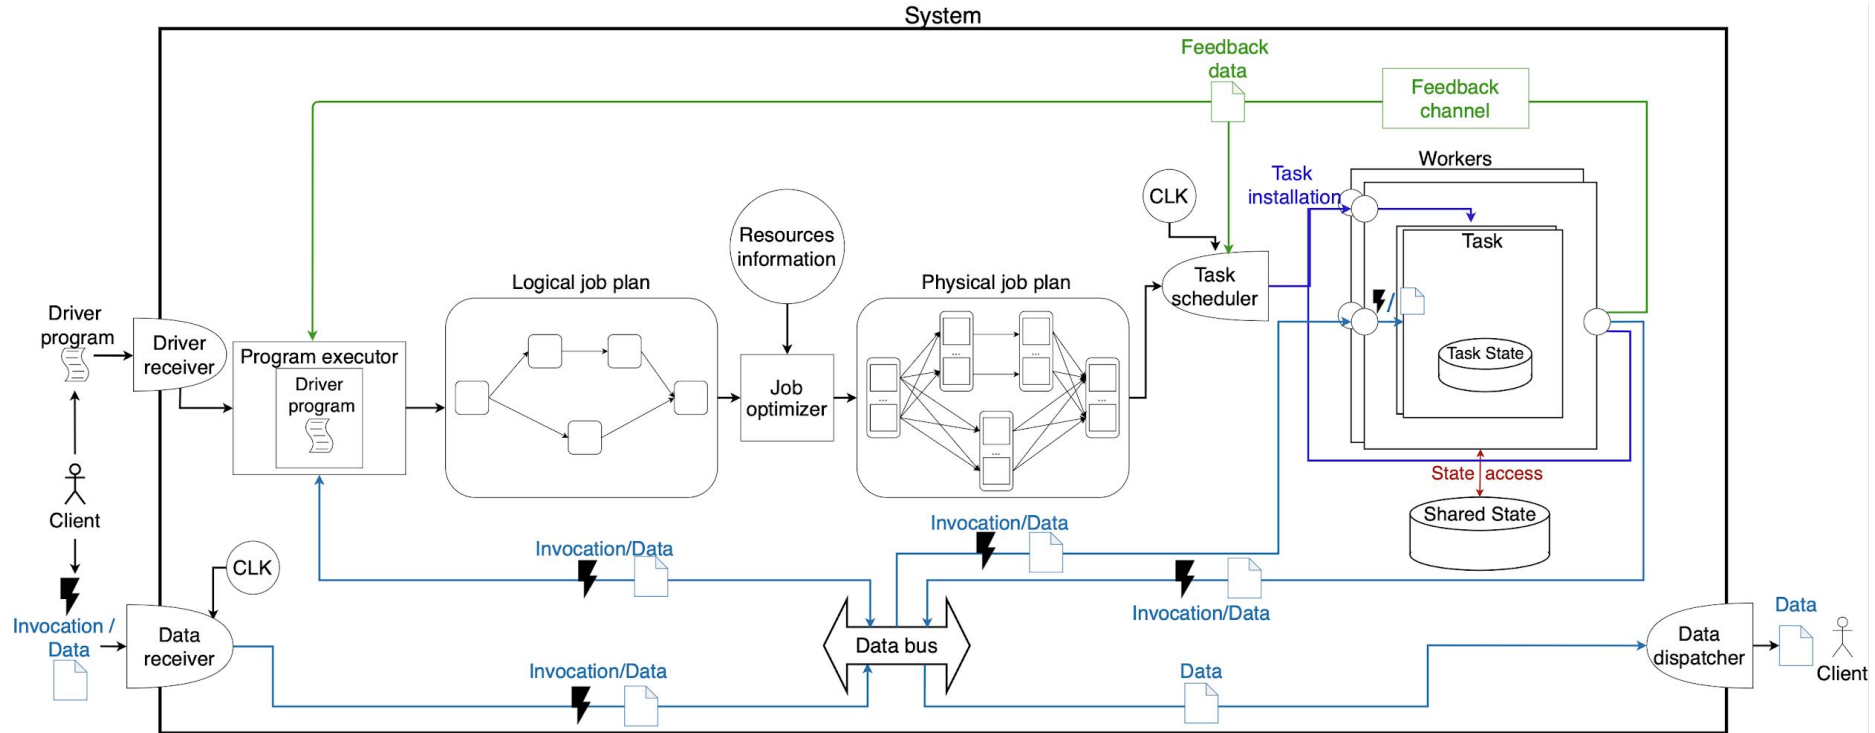 System
Feedback
data
Feedback
channel
Workers
Task
installation
CLK
Resources
information
Task
Logical job plan
Physical job plan
Task
scheduler
/
Driver
program
Driver
receiver
Program executor
Driver
program
Job
optimizer
Task State
State access
Shared State
Client
Invocation/Data
Invocation/Data
CLK
Invocation/Data
Invocation /
Data
Data
receiver
Data bus
Data
dispatcher
Data
Client
Invocation/Data
Data
...
...
...
...
...